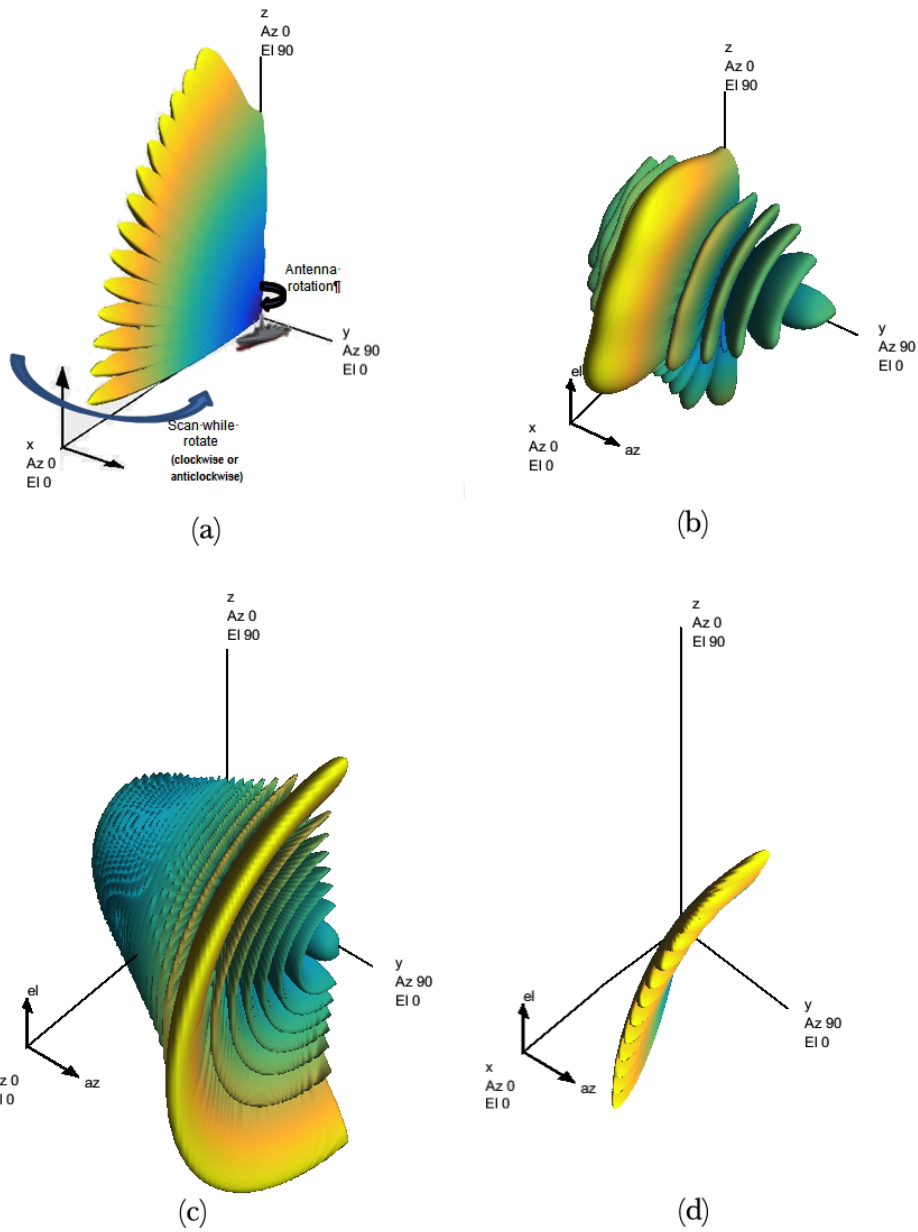 z
Az 0
El 90
Antenna·
rotation¶
y
Az 90
El 0
Scan·while·
rotate
(clockwise or
anticlockwise)
x
Az 0
El 0
(a)
z
Az 0
El 90
y
Az 90
El 0
el
x
Az 0
El 0
az
(b)
z
Az 0
El 90
y
Az 90
El 0
el
az
z 0
l 0
(c)
z
Az 0
El 90
el
y
Az 90
El 0
x
Az 0
El 0
az
(d)